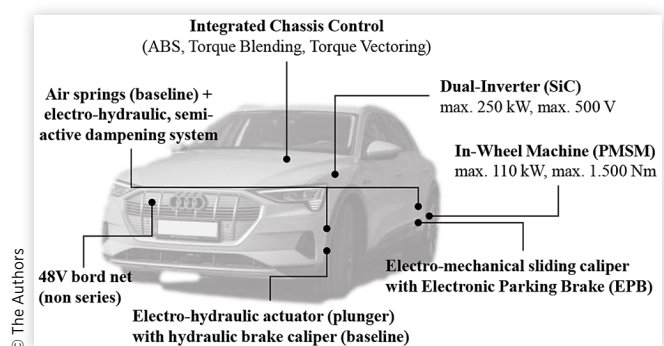 Integrated Chassis Control
(ABS, Torque Blending, Torque Vectoring)
Air springs (baseline) +
electro-hydraulic, semi-
active dampening system
Dual-Inverter (SiC)
max. 250 kW, max. 500 V
In-Wheel Machine (PMSM)
max. 110 kW, max. 1.500 Nm
48V bord net
(non series)
Electro-mechanical sliding caliper
with Electronic Parking Brake (EPB)
Electro-hydraulic actuator (plunger)
with hydraulic brake caliper (baseline)
© The Authors